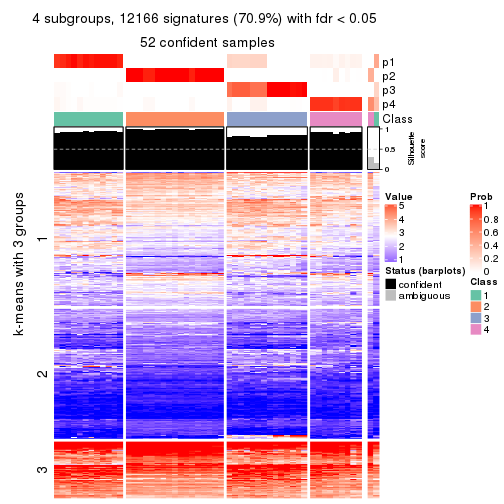 4 subgroups, 12166 signatures (70.9%) with fdr < 0.05
52 confident samples
p1
p2
p3
p4
Class
1
0.5
0
Silhouette
score
k-means with 3 groups
1
2
3
Value
5
4
3
2
1
Status (barplots)
confident
ambiguous
Prob
1
0.8
0.6
0.4
0.2
0
Class
1
2
3
4